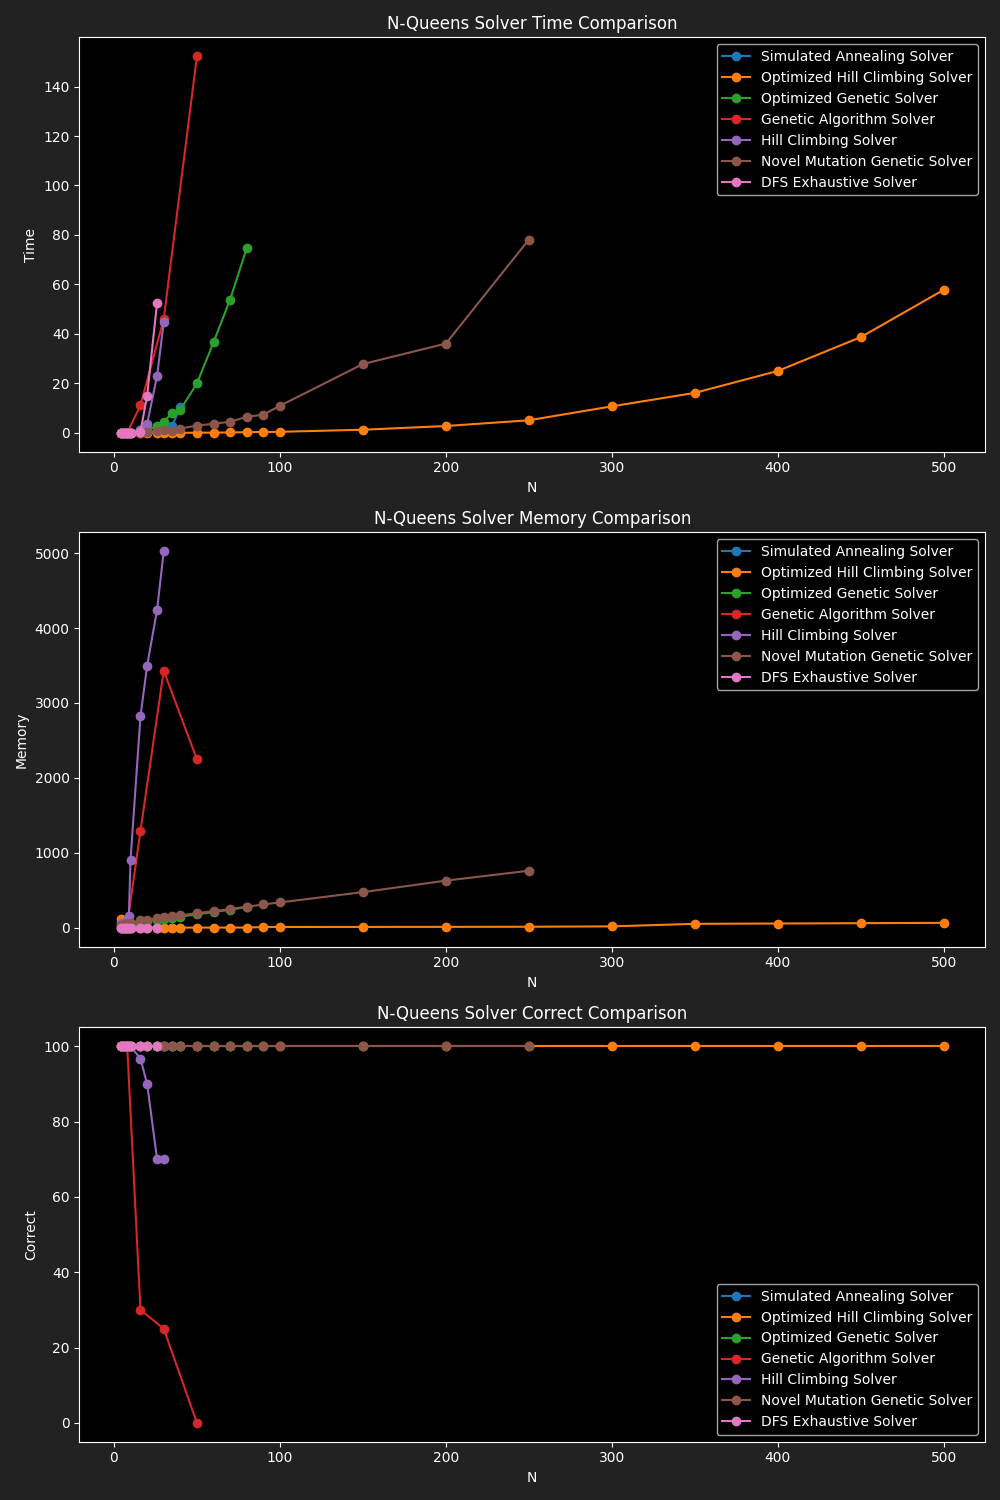 N-Queens Solver Time Comparison
Time
140
120
100
80
60
40
20
0
Simulated Annealing Solver
Optimized Hill Climbing Solver
Optimized Genetic Solver
Genetic Algorithm Solver
Hill Climbing Solver
Novel Mutation Genetic Solver
DFS Exhaustive Solver
0 100 200 300 400 500
N
N-Queens Solver Memory Comparison
Memory
5000
4000
3000
2000
1000
0
Simulated Annealing Solver
Optimized Hill Climbing Solver
Optimized Genetic Solver
Genetic Algorithm Solver
Hill Climbing Solver
Novel Mutation Genetic Solver
DFS Exhaustive Solver
0 100 200 300 400 500
N
N-Queens Solver Correct Comparison
Correct
100
80
60
40
20
0
Simulated Annealing Solver
Optimized Hill Climbing Solver
Optimized Genetic Solver
Genetic Algorithm Solver
Hill Climbing Solver
Novel Mutation Genetic Solver
DFS Exhaustive Solver
0 100 200 300 400 500
N